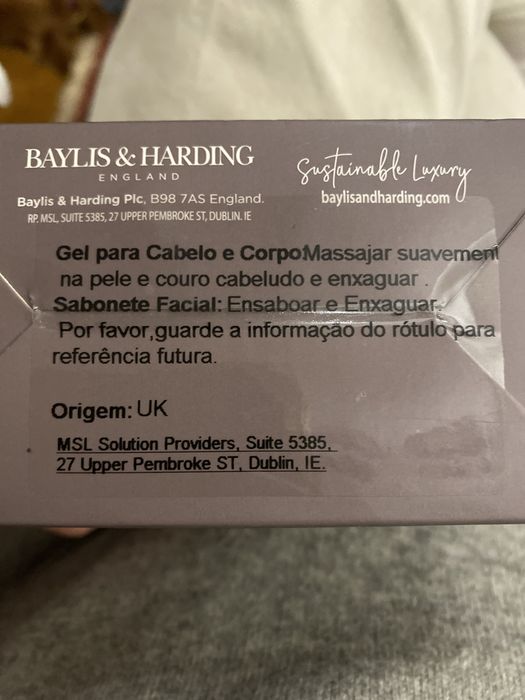 BAYLIS & HARDING
ENGLAND
Sustainable Luxury
Baylis & Harding Plc, B98 7AS England.
baylisandharding.com
RP. MSL, SUITE 5385, 27 UPPER PEMBROKE ST, DUBLIN. IE
Gel para Cabelo e CorpoMassajar suavement
na pele e couro cabeludo e enxaguar .
Sabonete Facial: Ensaboar e Enxaguar.
Por favor,guarde a informação do rótulo para
referência futura.
Origem: UK
MSL Solution Providers, Suite 5385,
27 Upper Pembroke ST, Dublin, IE.